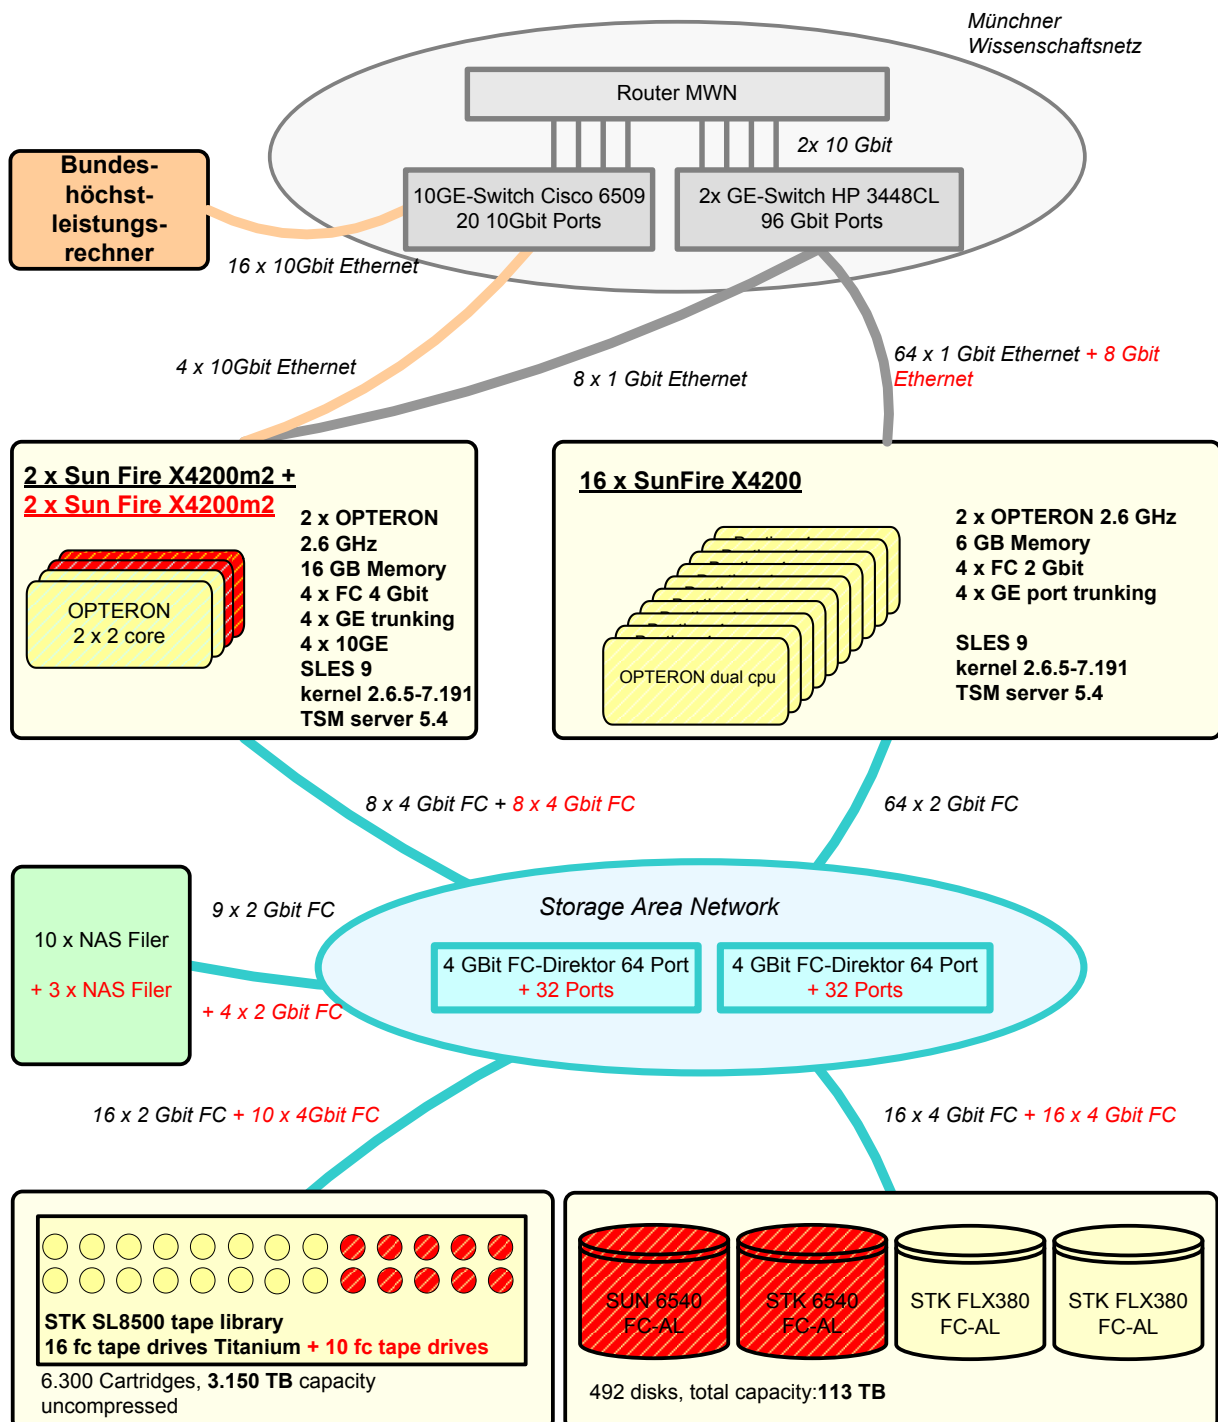 Münchner
Wissenschaftsnetz
Router MWN
2x 10 Gbit
Bundes-
höchst-
leistungs-
rechner
10GE-Switch Cisco 6509
20 10Gbit Ports
2x GE-Switch HP 3448CL
96 Gbit Ports
16 x 10Gbit Ethernet
4 x 10Gbit Ethernet
8 x 1 Gbit Ethernet
64 x 1 Gbit Ethernet + 8 Gbit
Ethernet
2 x Sun Fire X4200m2 +
2 x Sun Fire X4200m2
2 x OPTERON
2.6 GHz
16 GB Memory
4 x FC 4 Gbit
4 x GE trunking
4 x 10GE
SLES 9
kernel 2.6.5-7.191
TSM server 5.4
OPTERON
2 x 2 core
16 x SunFire X4200
2 x OPTERON 2.6 GHz
6 GB Memory
4 x FC 2 Gbit
4 x GE port trunking
SLES 9
kernel 2.6.5-7.191
TSM server 5.4
OPTERON dual cpu
8 x 4 Gbit FC + 8 x 4 Gbit FC
64 x 2 Gbit FC
10 x NAS Filer
+ 3 x NAS Filer
9 x 2 Gbit FC
+ 4 x 2 Gbit FC
Storage Area Network
4 GBit FC-Direktor 64 Port
+ 32 Ports
4 GBit FC-Direktor 64 Port
+ 32 Ports
16 x 2 Gbit FC + 10 x 4Gbit FC
16 x 4 Gbit FC + 16 x 4 Gbit FC
STK SL8500 tape library
16 fc tape drives Titanium + 10 fc tape drives
6.300 Cartridges, 3.150 TB capacity
uncompressed
SUN 6540
FC-AL
STK 6540
FC-AL
STK FLX380
FC-AL
STK FLX380
FC-AL
492 disks, total capacity:113 TB